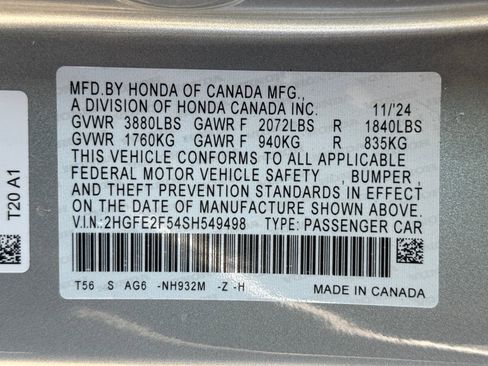 MFD.BY HONDA OF CANADA MFG.,
A DIVISION OF HONDA CANADA INC. 11/'24
GVWR 3880LBS GAWR F 2072LBS R 1840LBS
GVWR 1760KG GAWR F 940KG R 835KG
THIS VEHICLE CONFORMS TO ALL APPLICABLE
FEDERAL MOTOR VEHICLE SAFETY , BUMPER,
AND THEFT PREVENTION STANDARDS IN EFFECT
ON THE DATE OF MANUFACTURE SHOWN ABOVE.
V.I.N.:2HGFE2F54SH549498 TYPE: PASSENGER CAR
T56 S AG6 -NH932M -Z -H
MADE IN CANADA
T20 A1